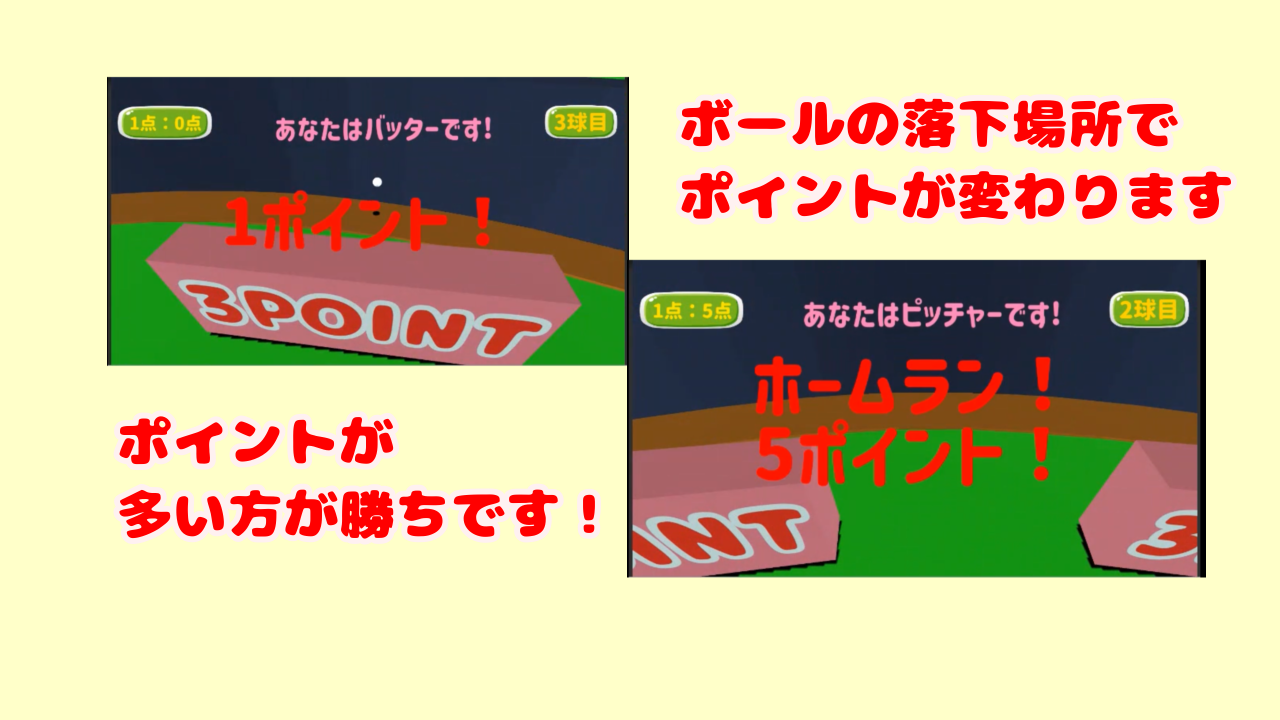 1点：0点
あなたはバッターです!
3球目
1ポイント！
3POINT
ボールの落下場所で
ポイントが変わります
1点：5点
あなたはピッチャーです!
2球目
ホームラン！
5ポイント！
INT
3
ポイントが
多い方が勝ちです！